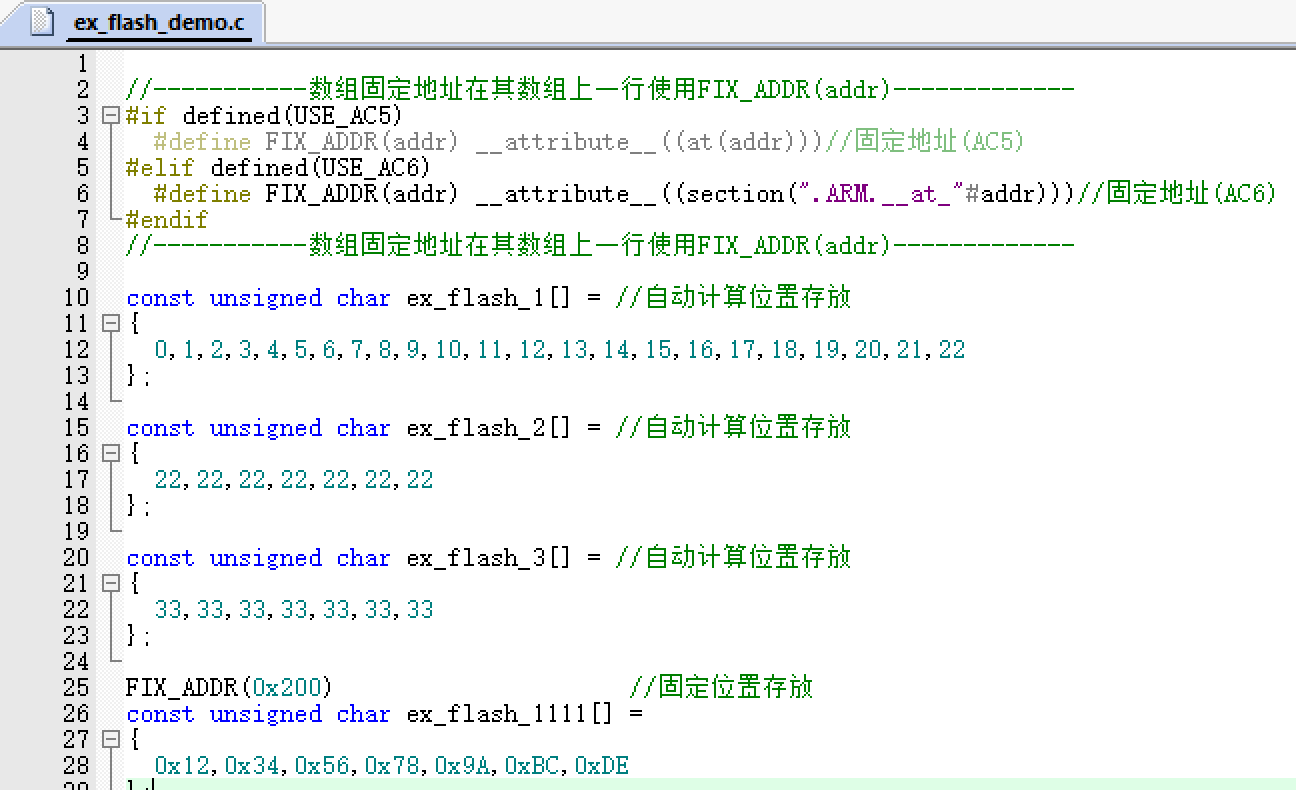 ex_flash_demo.c
1
2 //-----------数组固定地址在其数组上一行使用FIX_ADDR(addr)-------------
3 #if defined(USE_AC5)
4 #define FIX_ADDR(addr) __attribute__((at(addr)))//固定地址(AC5)
5 #elif defined(USE_AC6)
6 #define FIX_ADDR(addr) __attribute__((section(".ARM.__at_"#addr)))//固定地址(AC6)
7 #endif
8 //-----------数组固定地址在其数组上一行使用FIX_ADDR(addr)-------------
9
10 const unsigned char ex_flash_1[] = //自动计算位置存放
11 {
12 0,1,2,3,4,5,6,7,8,9,10,11,12,13,14,15,16,17,18,19,20,21,22
13 };
14
15 const unsigned char ex_flash_2[] = //自动计算位置存放
16 {
17 22,22,22,22,22,22,22
18 };
19
20 const unsigned char ex_flash_3[] = //自动计算位置存放
21 {
22 33,33,33,33,33,33,33
23 };
24
25 FIX_ADDR(0x200) //固定位置存放
26 const unsigned char ex_flash_1111[] =
27 {
28 0x12,0x34,0x56,0x78,0x9A,0xBC,0xDE
29 };